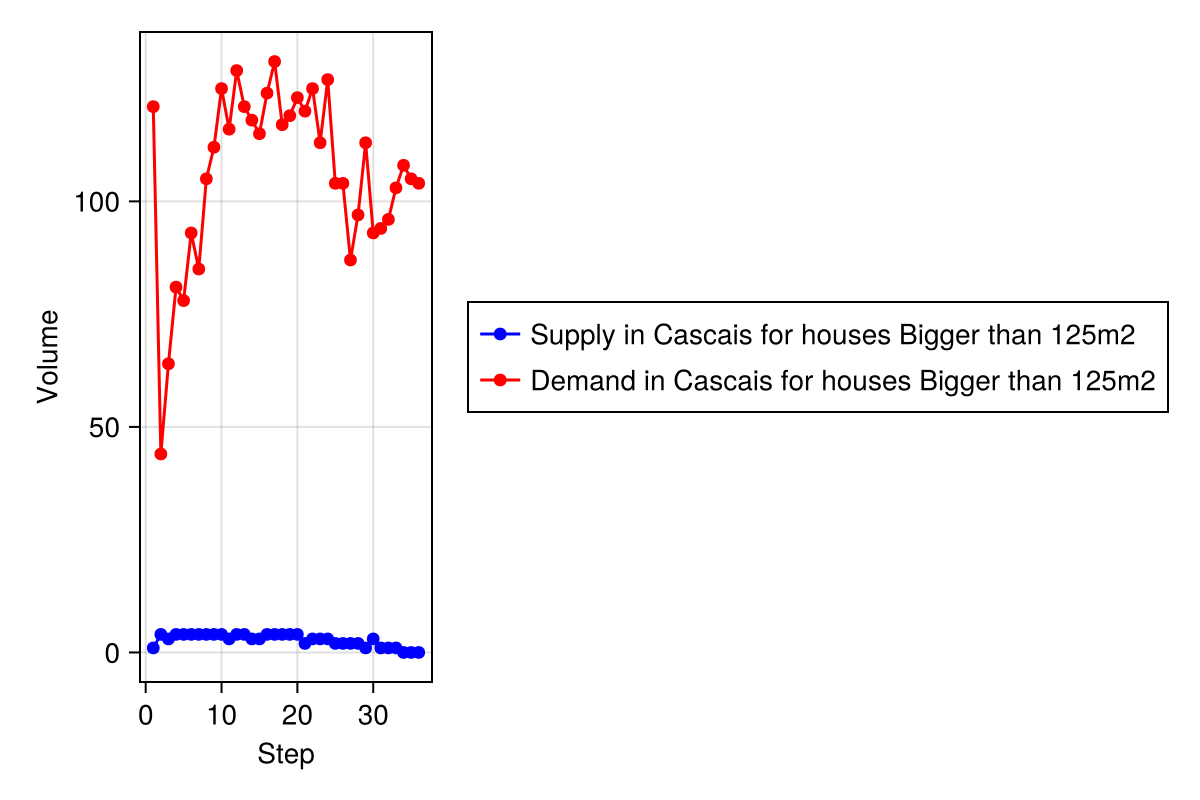 Volume
100
50
0
0 10 20 30
Step
Supply in Cascais for houses Bigger than 125m2
Demand in Cascais for houses Bigger than 125m2